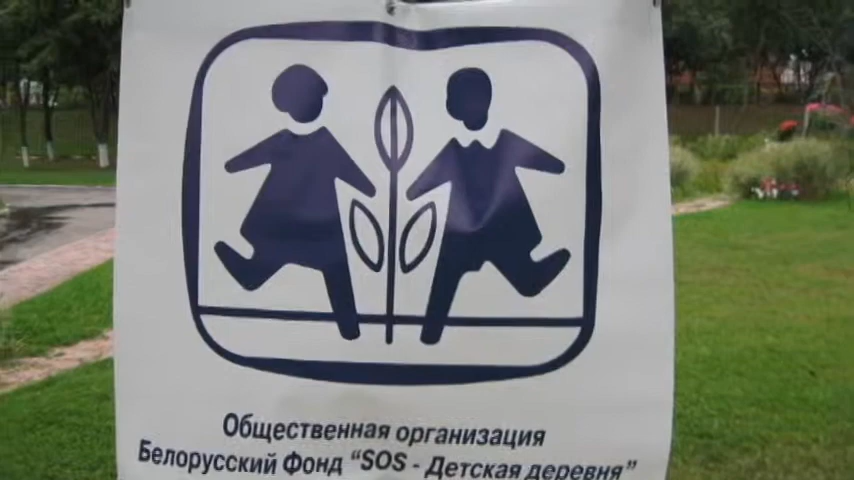 Общественная организация
Белорусский фонд "SOS - Детская деревня"